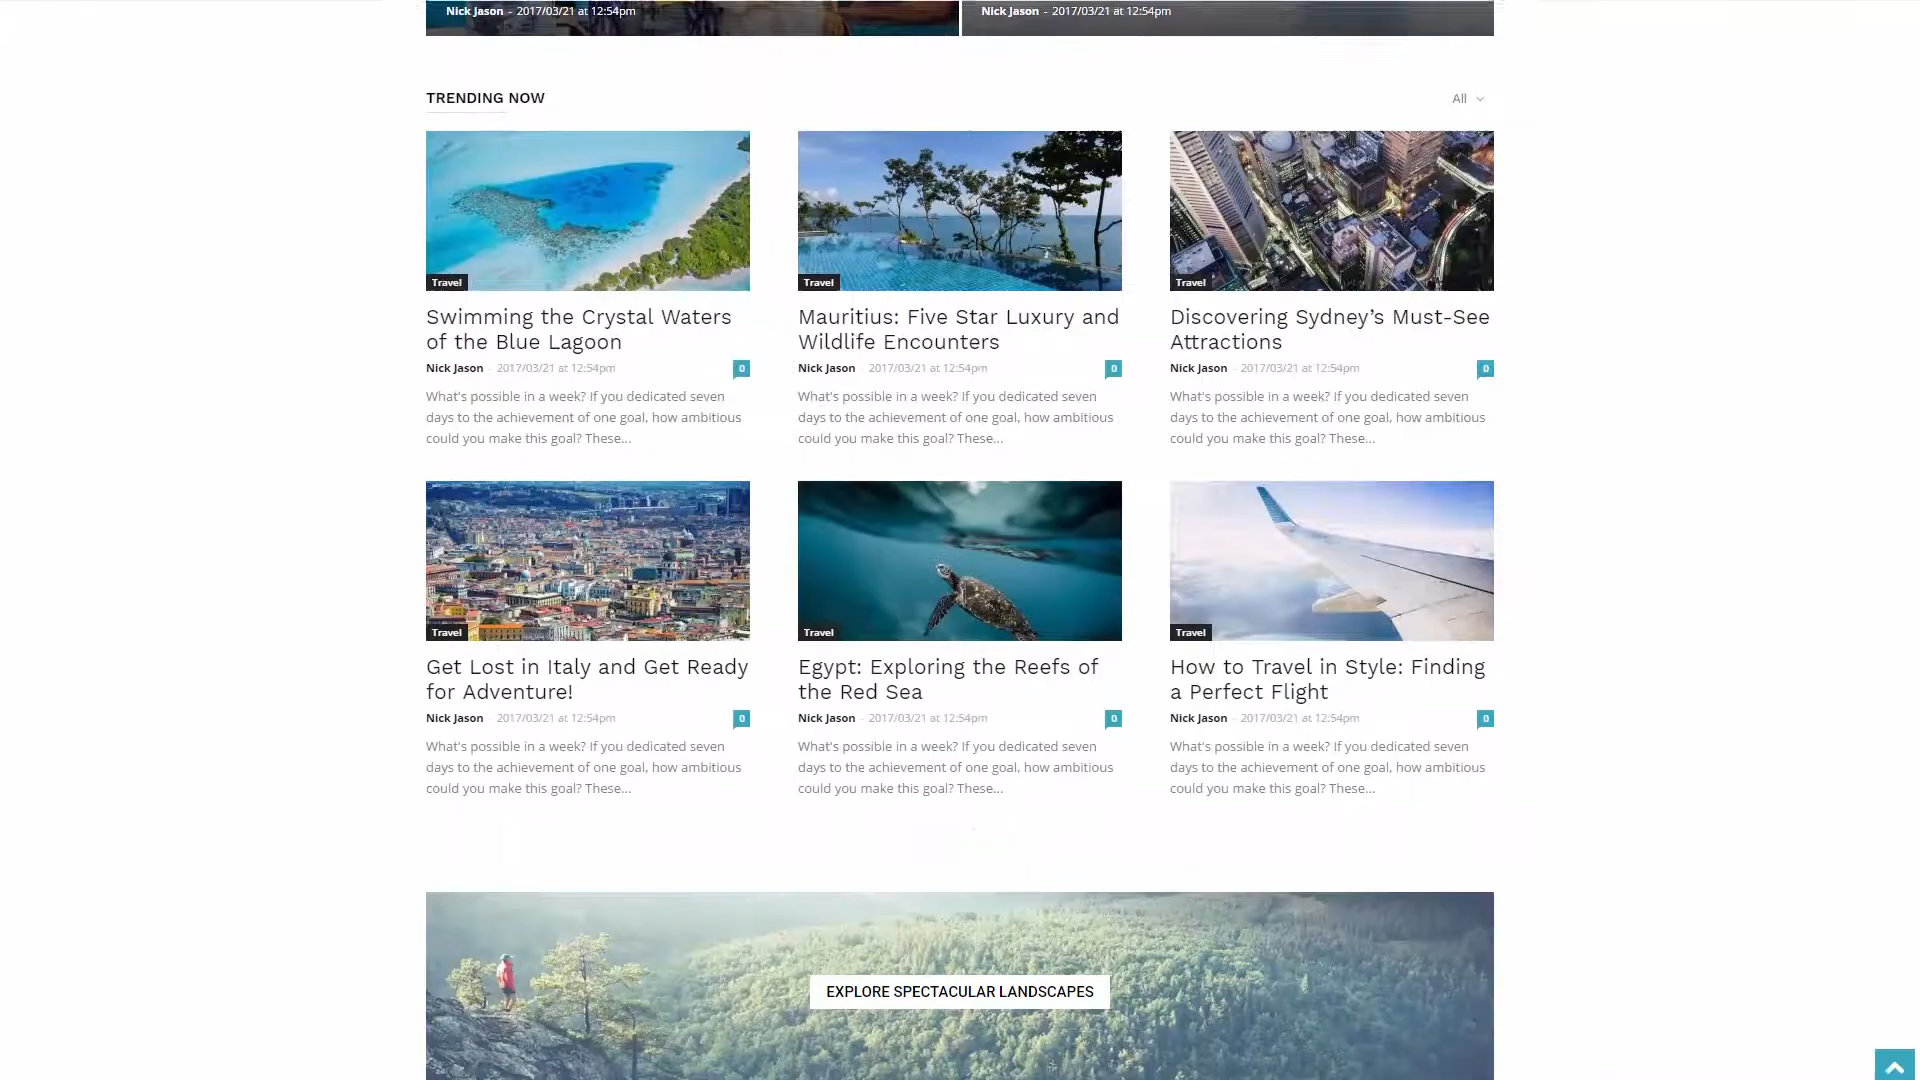 Nick Jason - 2017/03/21 at 12:54pm
Nick Jason - 2017/03/21 at 12:54pm
TRENDING NOW
All
Travel
Travel
Travel
Swimming the Crystal Waters
of the Blue Lagoon
Nick Jason - 2017/03/21 at 12:54pm 0
What's possible in a week? If you dedicated seven
days to the achievement of one goal, how ambitious
could you make this goal? These...
Mauritius: Five Star Luxury and
Wildlife Encounters
Nick Jason - 2017/03/21 at 12:54pm 0
What's possible in a week? If you dedicated seven
days to the achievement of one goal, how ambitious
could you make this goal? These...
Discovering Sydney’s Must-See
Attractions
Nick Jason - 2017/03/21 at 12:54pm 0
What's possible in a week? If you dedicated seven
days to the achievement of one goal, how ambitious
could you make this goal? These...
Travel
Travel
Travel
Get Lost in Italy and Get Ready
for Adventure!
Nick Jason - 2017/03/21 at 12:54pm 0
What's possible in a week? If you dedicated seven
days to the achievement of one goal, how ambitious
could you make this goal? These...
Egypt: Exploring the Reefs of
the Red Sea
Nick Jason - 2017/03/21 at 12:54pm 0
What's possible in a week? If you dedicated seven
days to the achievement of one goal, how ambitious
could you make this goal? These...
How to Travel in Style: Finding
a Perfect Flight
Nick Jason - 2017/03/21 at 12:54pm 0
What's possible in a week? If you dedicated seven
days to the achievement of one goal, how ambitious
could you make this goal? These...
EXPLORE SPECTACULAR LANDSCAPES